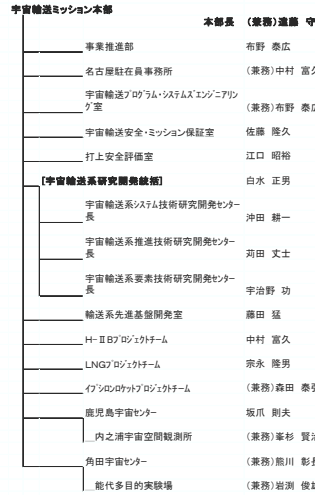 宇宙輸送ミッション本部
本部長 (兼務)遠藤 守
事業推進部 布野 泰広
名古屋駐在員事務所 (兼務)中村 富
宇宙輸送プログラム・システムズエンジニアリン
グ室 (兼務)布野 泰
宇宙輸送安全・ミッション保証室 佐藤 隆久
打上安全評価室 江口 昭裕
[宇宙輸送系研究開発統括] 白水 正男
宇宙輸送系システム技術研究開発センター
長 沖田 耕一
宇宙輸送系推進技術研究開発センター
長 苅田 丈士
宇宙輸送系要素技術研究開発センター
長 宇治野 功
輸送系先進基盤開発室 藤田 猛
H-ⅡBプロジェクトチーム 中村 富久
LNGプロジェクトチーム 宗永 隆男
イプシロンロケットプロジェクトチーム (兼務)森田 泰
鹿児島宇宙センター 坂爪 則夫
内之浦宇宙空間観測所 (兼務)峯杉 賢
角田宇宙センター (兼務)熊川 彰
能代多目的実験場 (兼務)岩渕 俊